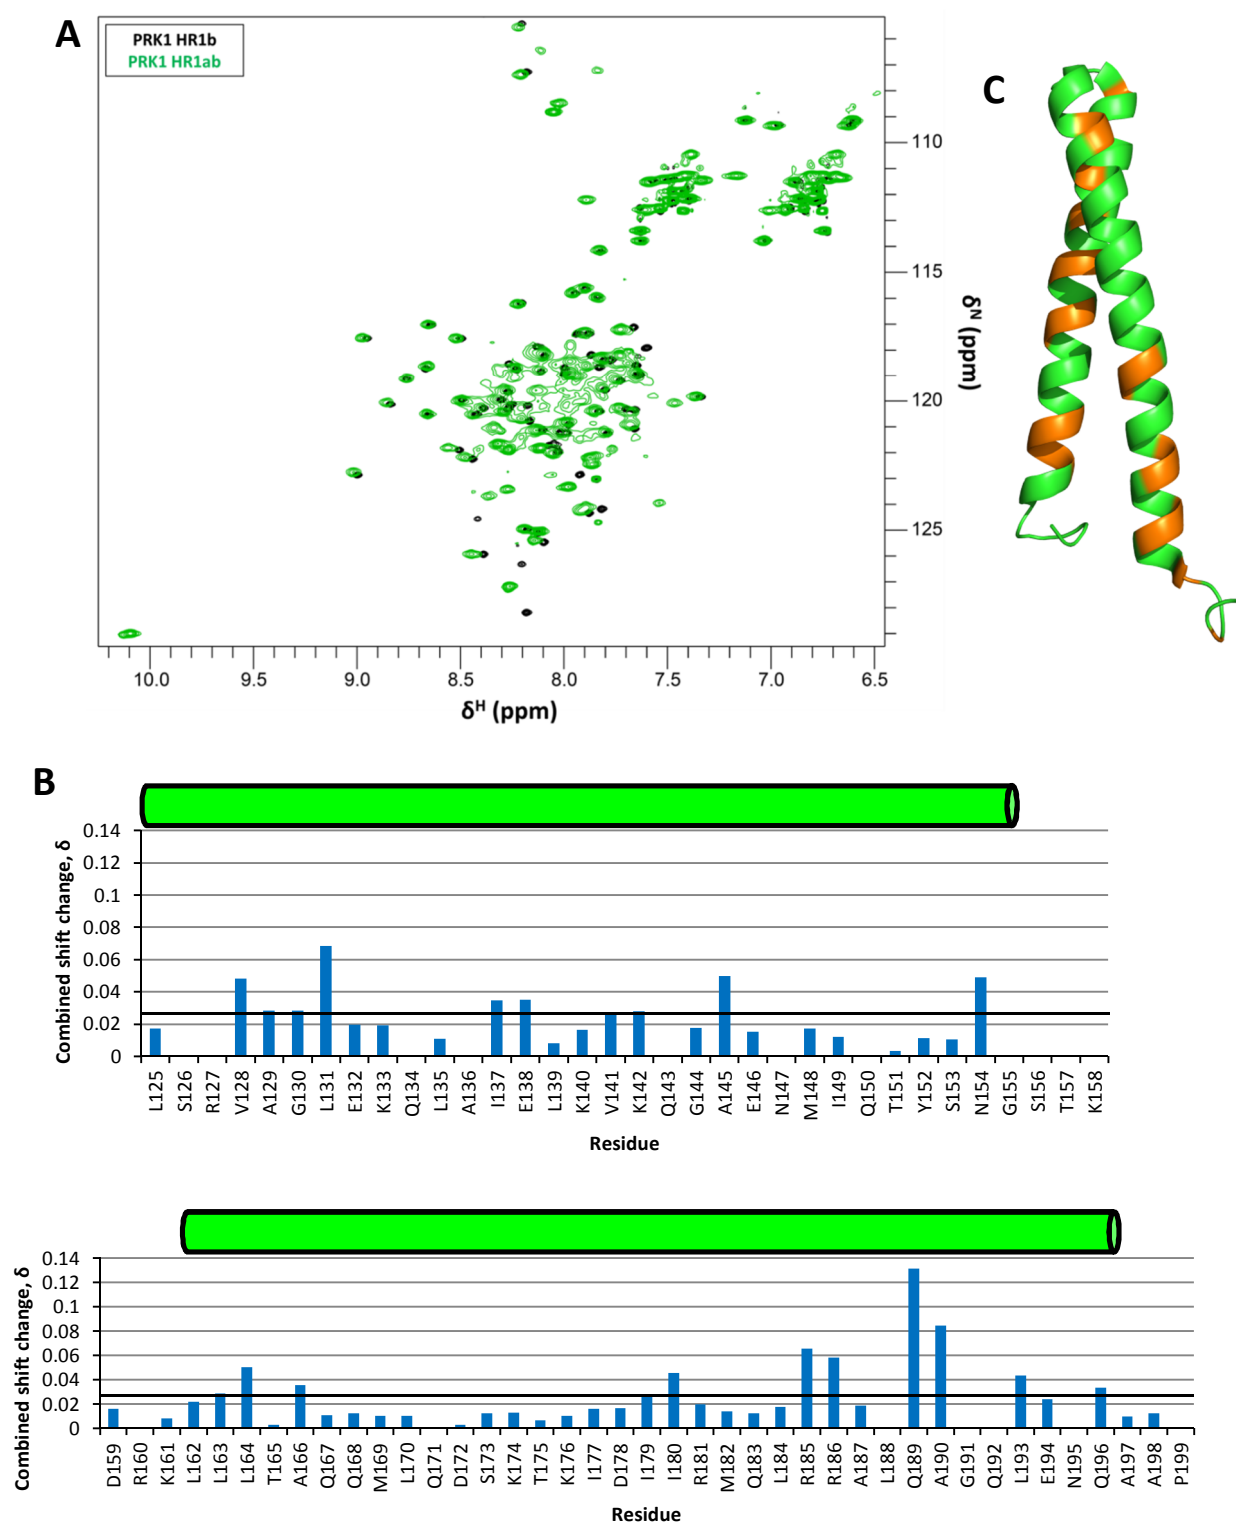 A
PRK1 HR1b
PRK1 HR1ab
C
110
115
120
125
δN (ppm)
10.0 9.5 9.0 8.5 8.0 7.5 7.0 6.5
δH (ppm)
B
Combined shift change, δ
0.14
0.12
0.1
0.08
0.06
0.04
0.02
0
L125 S126 R127 V128 A129 G130 L131 E132 K133 Q134 L135 A136 I137 E138 L139 K140 V141 K142 Q143 G144 A145 E146 N147 M148 I149 Q150 T151 Y152 S153 N154 G155 S156 T157 K158
Residue
Combined shift change, δ
0.14
0.12
0.1
0.08
0.06
0.04
0.02
0
D159 R160 K161 L162 L163 L164 T165 A166 Q167 Q168 M169 L170 Q171 D172 S173 K174 T175 K176 I177 D178 I179 I180 R181 M182 Q183 L184 R185 R186 A187 L188 Q189 A190 G191 Q192 L193 E194 N195 Q196 A197 A198 P199
Residue